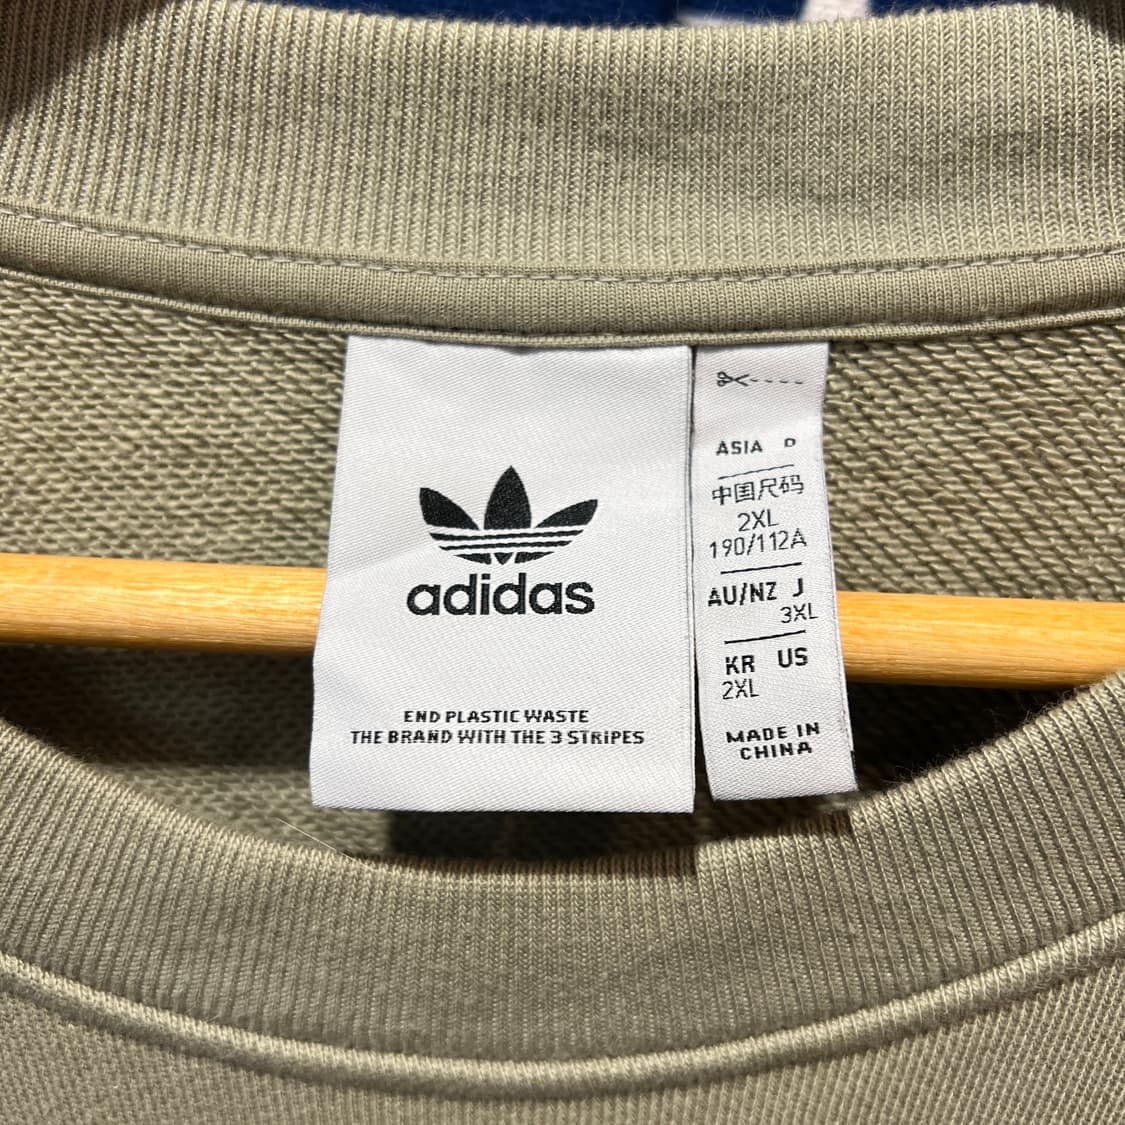 adidas
END PLASTIC WASTE
THE BRAND WITH THE 3 STRIPES
ASIA D
中国尺码
2XL
190/112A
AU/NZ J
3XL
KR US
2XL
MADE IN
CHINA